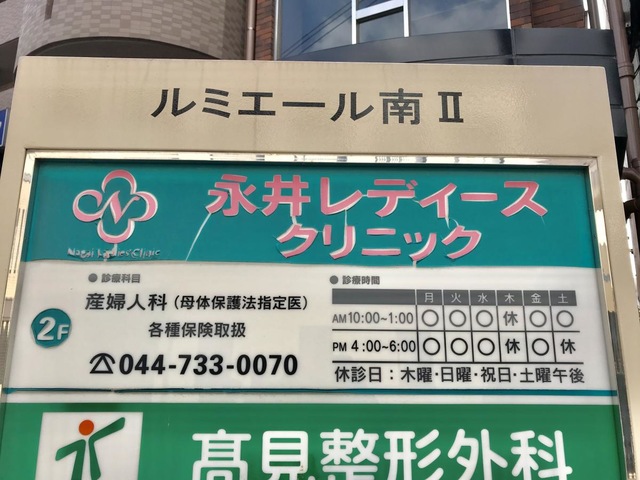 ルミエール南Ⅱ
N
Nagai Ladies' Clinic
永井レディース
クリニック
● 診療科目
産婦人科 (母体保護法指定医)
各種保険取扱
2F
☎044-733-0070
● 診療時間
月 火 水 木 金 土
AM 10:00~1:00 ○ ○ ○ 休 ○ ○
PM 4:00~6:00 ○ ○ ○ 休 ○ 休
休診日:木曜・日曜・祝日・土曜午後
髙見整形外科